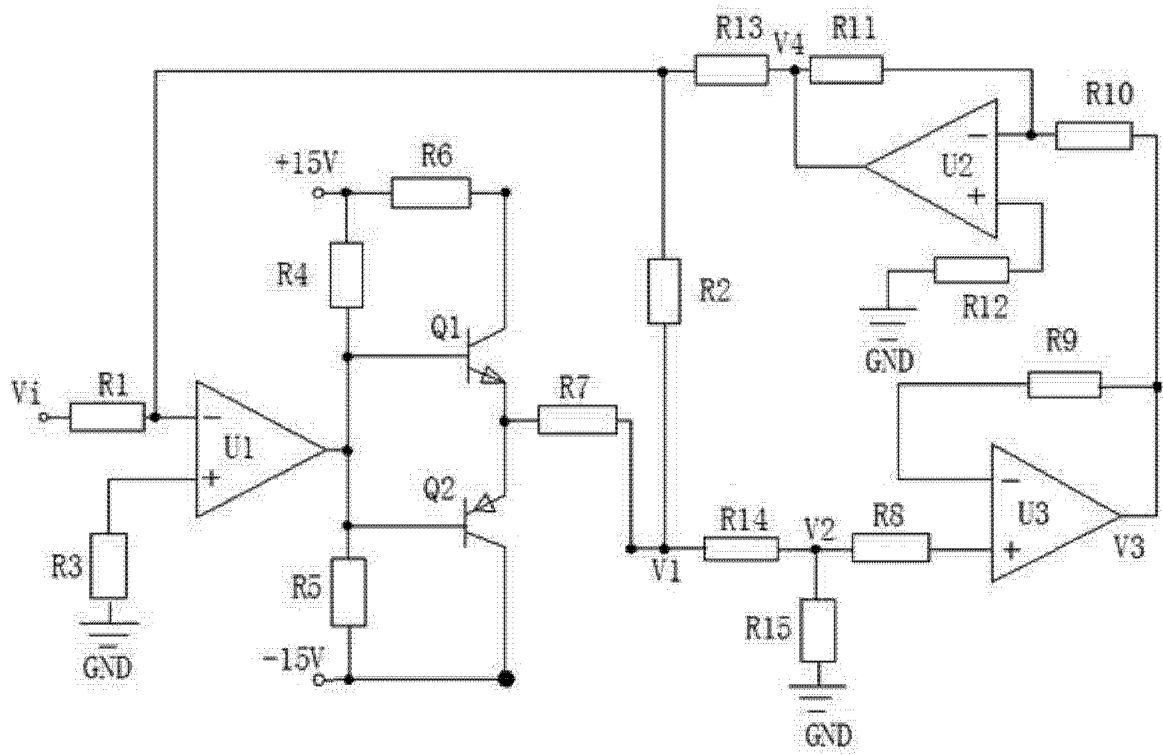 R13
V4
R11
R10
+15V
R6
U2
R4
R2
R12
GND
Q1
R9
Vi
R1
R7
U1
Q2
U3
R14
V2
R8
V1
V3
R3
R5
R15
GND
-15V
GND